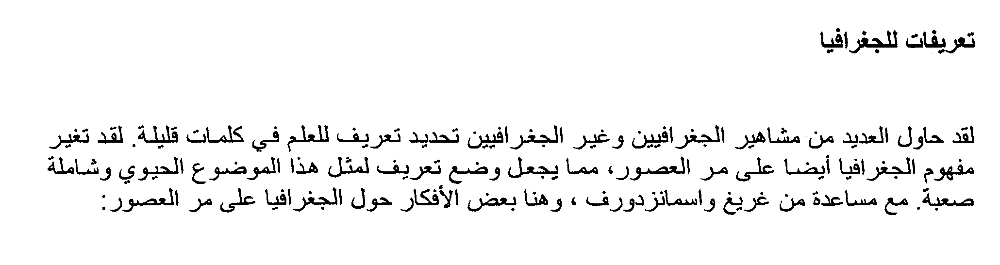 تعريفات للجغرافيا
لقد حاول العديد من مشاهير الجغرافيين وغير الجغرافيين تحديد تعريف للعلم في كلمات قليلة. لقد تغير
مفهوم الجغرافيا أيضا على مر العصور، مما يجعل وضع تعريف لمثل هذا الموضوع الحيوي وشاملة
صعبة. مع مساعدة من غريغ واسمانزدورف ، وهنا بعض الأفكار حول الجغرافيا على مر العصور: